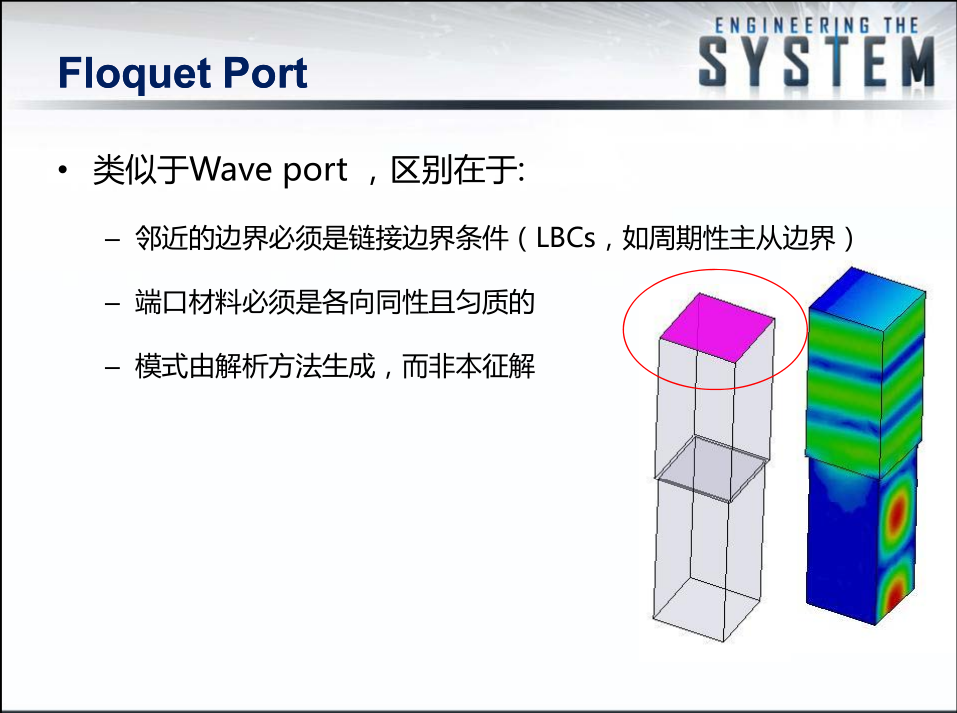 ENGINEERING THE
SYSTEM
Floquet Port
• 类似于Wave port ，区别在于:
– 邻近的边界必须是链接边界条件（LBCs，如周期性主从边界）
– 端口材料必须是各向同性且匀质的
– 模式由解析方法生成，而非本征解